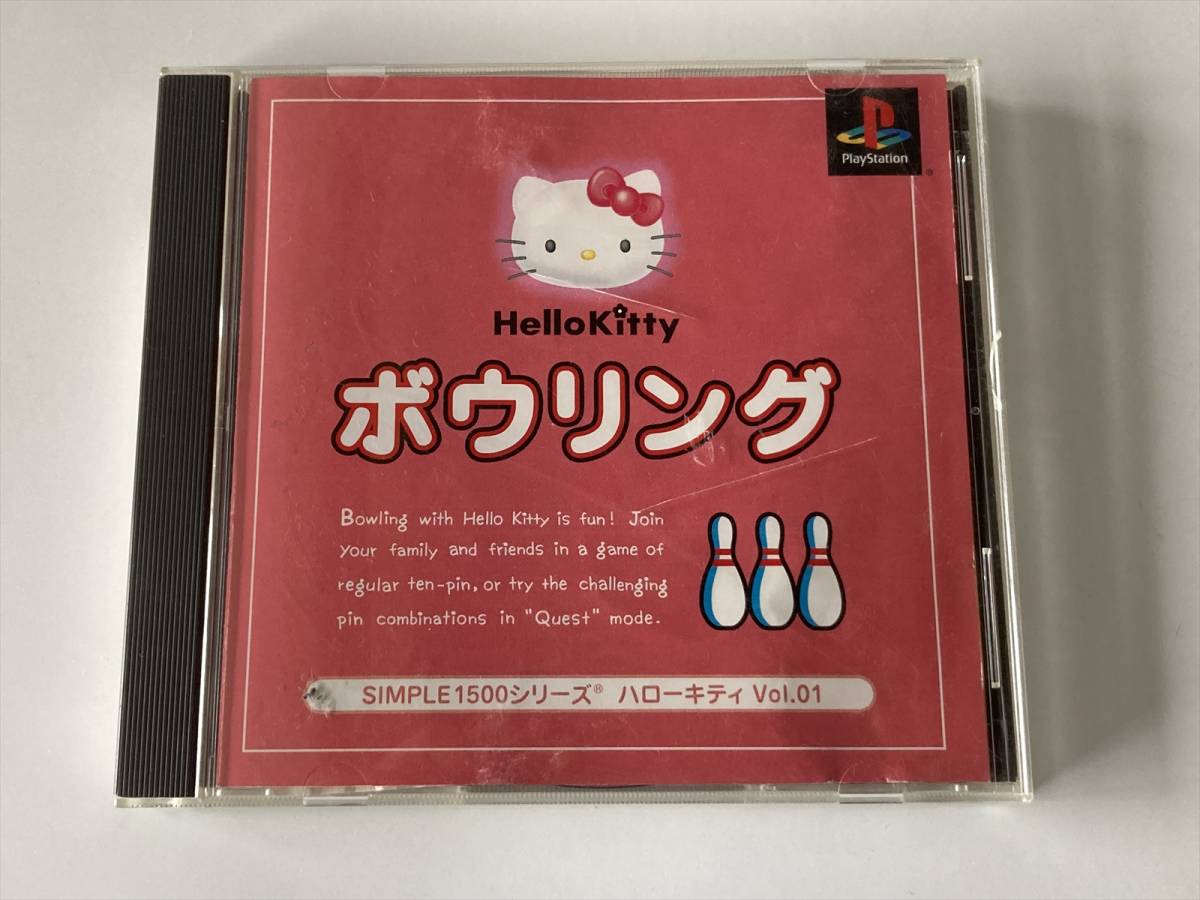 PlayStation
HelloKitty
ボウリング
Bowling with Hello Kitty is fun! Join
your family and friends in a game of
regular ten-pin, or try the challenging
pin combinations in "Quest" mode.
SIMPLE1500シリーズ® ハローキティ Vol.01